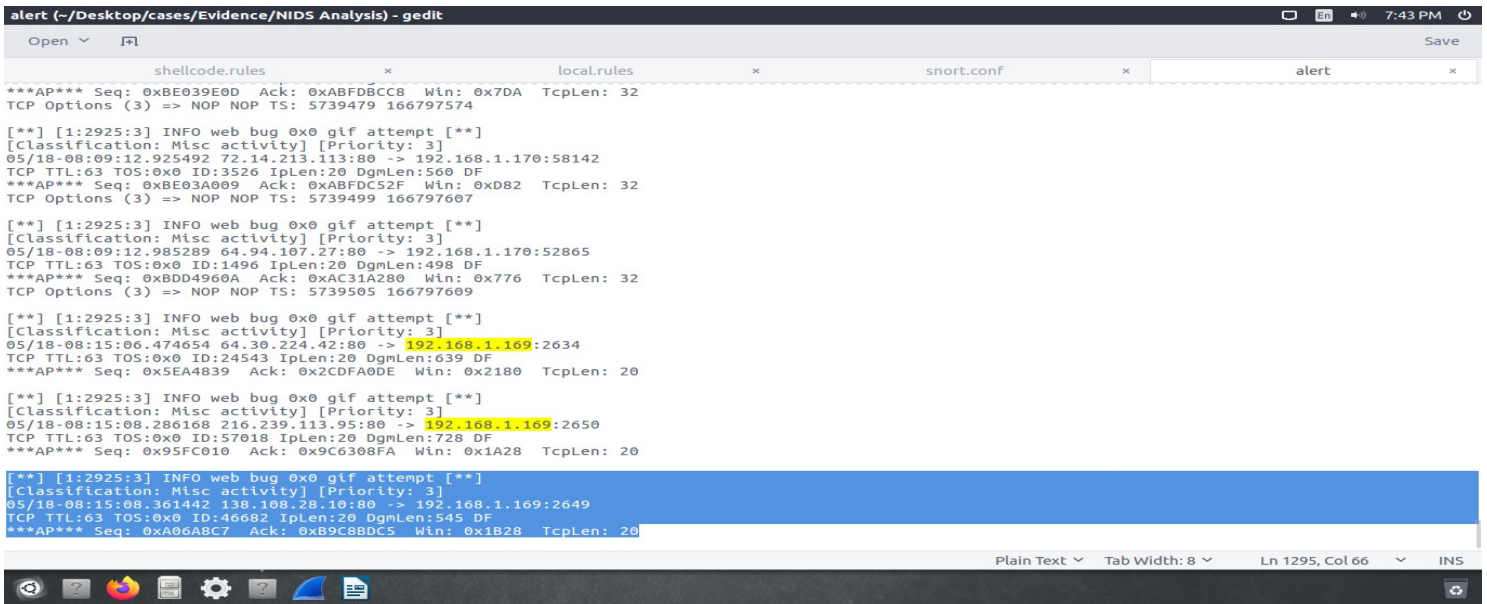 alert (~/Desktop/cases/Evidence/NIDS Analysis) - gedit
En 7:43 PM
Open
Save
shellcode.rules × local.rules × snort.conf × alert ×
***AP*** Seq: 0xBE039E0D  Ack: 0xABFDBCC8  Win: 0x7DA  TcpLen: 32
TCP Options (3) => NOP NOP TS: 5739479 166797574
[**] [1:2925:3] INFO web bug 0x0 gif attempt [**]
[Classification: Misc activity] [Priority: 3]
05/18-08:09:12.925492 72.14.213.113:80 -> 192.168.1.170:58142
TCP TTL:63 TOS:0x0 ID:3526 IpLen:20 DgmLen:560 DF
***AP*** Seq: 0xBE03A009  Ack: 0xABFDC52F  Win: 0xD82  TcpLen: 32
TCP Options (3) => NOP NOP TS: 5739499 166797607
[**] [1:2925:3] INFO web bug 0x0 gif attempt [**]
[Classification: Misc activity] [Priority: 3]
05/18-08:09:12.985289 64.94.107.27:80 -> 192.168.1.170:52865
TCP TTL:63 TOS:0x0 ID:1496 IpLen:20 DgmLen:498 DF
***AP*** Seq: 0xBDD4960A  Ack: 0xAC31A280  Win: 0x776  TcpLen: 32
TCP Options (3) => NOP NOP TS: 5739505 166797609
[**] [1:2925:3] INFO web bug 0x0 gif attempt [**]
[Classification: Misc activity] [Priority: 3]
05/18-08:15:06.474654 64.30.224.42:80 -> 192.168.1.169:2634
TCP TTL:63 TOS:0x0 ID:24543 IpLen:20 DgmLen:639 DF
***AP*** Seq: 0x5EA4839  Ack: 0x2CDFA0DE  Win: 0x2180  TcpLen: 20
[**] [1:2925:3] INFO web bug 0x0 gif attempt [**]
[Classification: Misc activity] [Priority: 3]
05/18-08:15:08.286168 216.239.113.95:80 -> 192.168.1.169:2650
TCP TTL:63 TOS:0x0 ID:57018 IpLen:20 DgmLen:728 DF
***AP*** Seq: 0x95FC010  Ack: 0x9C6308FA  Win: 0x1A28  TcpLen: 20
[**] [1:2925:3] INFO web bug 0x0 gif attempt [**]
[Classification: Misc activity] [Priority: 3]
05/18-08:15:08.361442 138.108.28.10:80 -> 192.168.1.169:2649
TCP TTL:63 TOS:0x0 ID:46682 IpLen:20 DgmLen:545 DF
***AP*** Seq: 0xA06A8C7  Ack: 0xB9C8BDC5  Win: 0x1B28  TcpLen: 20
Plain Text Tab Width: 8 Ln 1295, Col 66 INS